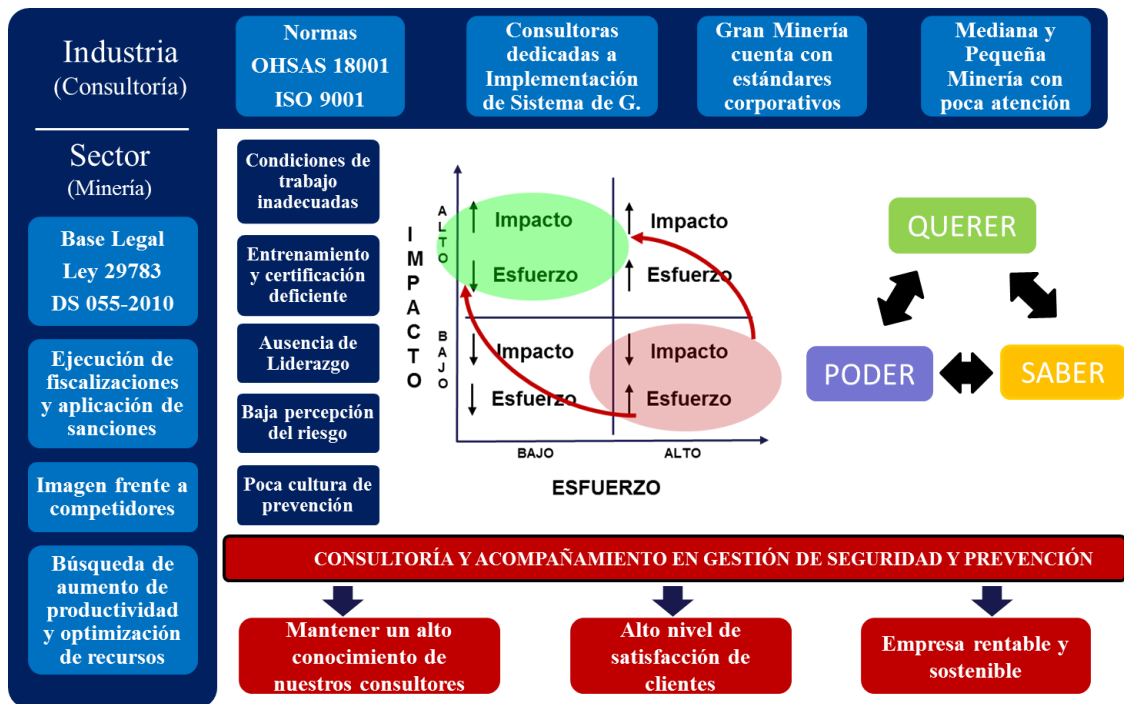 Industria
(Consultoría)
Normas
OHSAS 18001
ISO 9001
Consultoras
dedicadas a
Implementación
de Sistema de G.
Gran Minería
cuenta con
estándares
corporativos
Mediana y
Pequeña
Minería con
poca atención
Sector
(Minería)
Base Legal
Ley 29783
DS 055-2010
Ejecución de
fiscalizaciones
y aplicación de
sanciones
Imagen frente a
competidores
Búsqueda de
aumento de
productividad
y optimización
de recursos
Condiciones de
trabajo
inadecuadas
Entrenamiento
y certificación
deficiente
Ausencia de
Liderazgo
Baja percepción
del riesgo
Poca cultura de
prevención
IMPACTO
ALTO
BAJO
Impacto
Esfuerzo
Impacto
Esfuerzo
Impacto
Esfuerzo
Impacto
Esfuerzo
BAJO
ALTO
ESFUERZO
QUERER
PODER
SABER
CONSULTORÍA Y ACOMPAÑAMIENTO EN GESTIÓN DE SEGURIDAD Y PREVENCIÓN
Mantener un alto
conocimiento de
nuestros consultores
Alto nivel de
satisfacción de
clientes
Empresa rentable y
sostenible